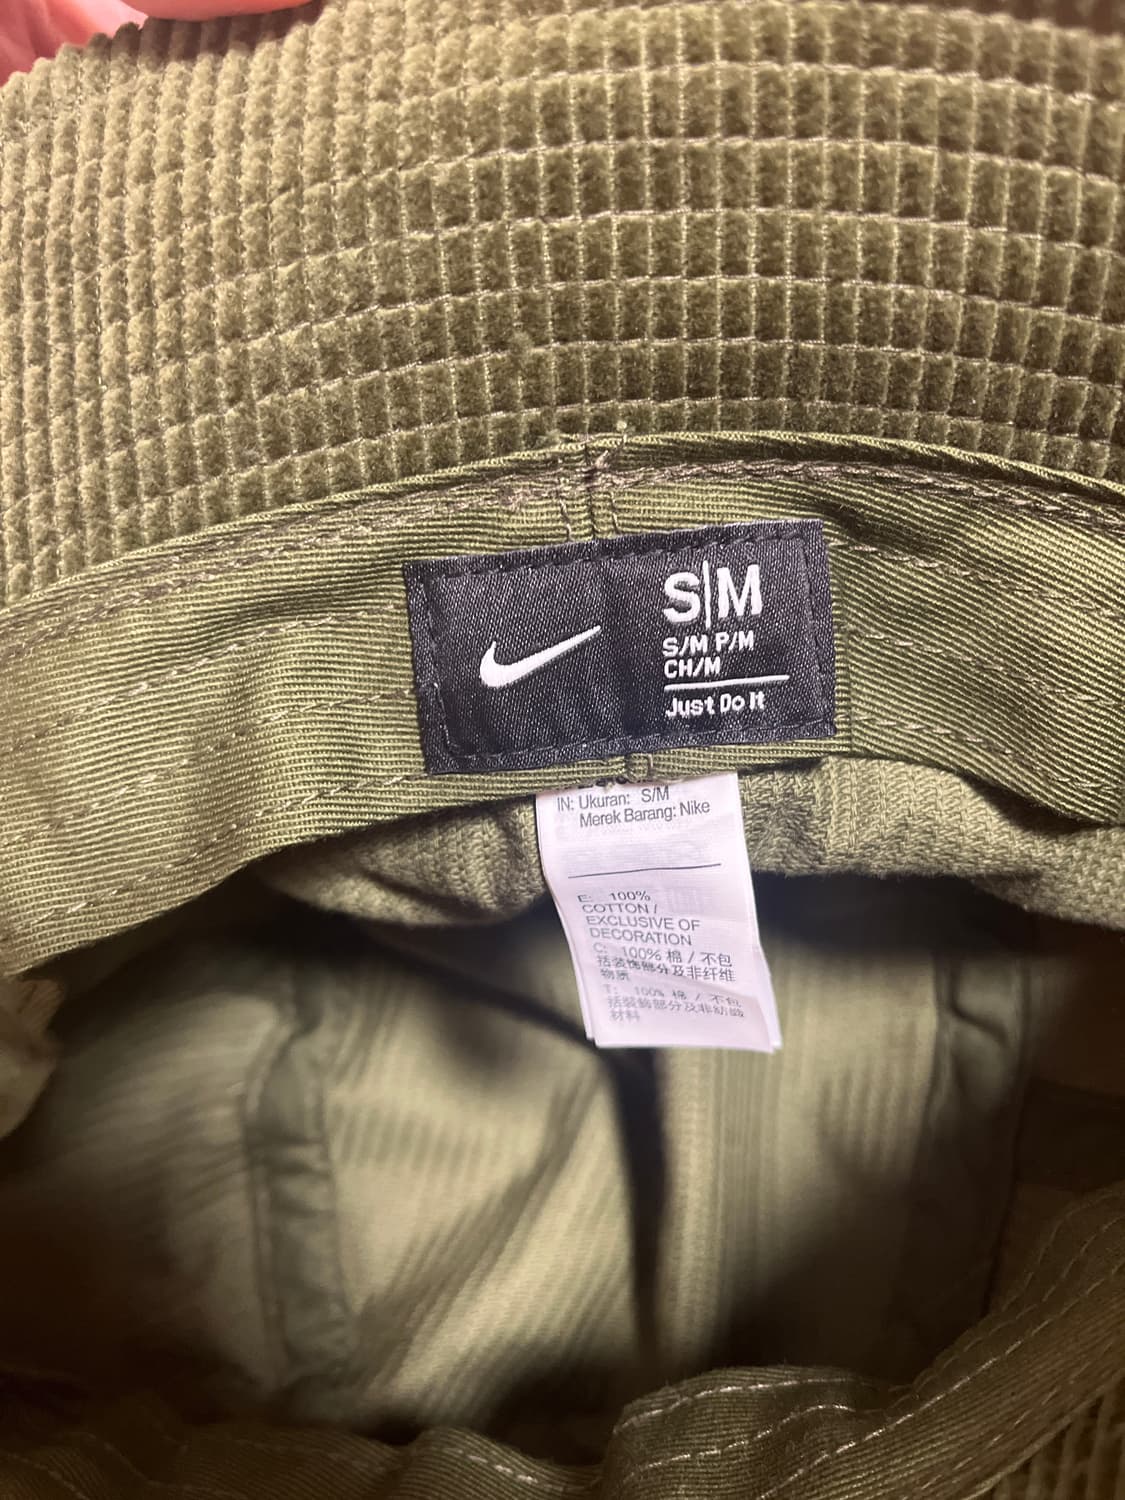 S|M
S/M P/M
CH/M
Just Do It
IN: Ukuran: S/M
Merek Barang: Nike
E: 100%
COTTON /
EXCLUSIVE OF
DECORATION
C: 100% 棉 / 不包
括装饰部分及非纤维
物质
T: 100% 棉 / 不包
括裝飾部分及非紡織
材料